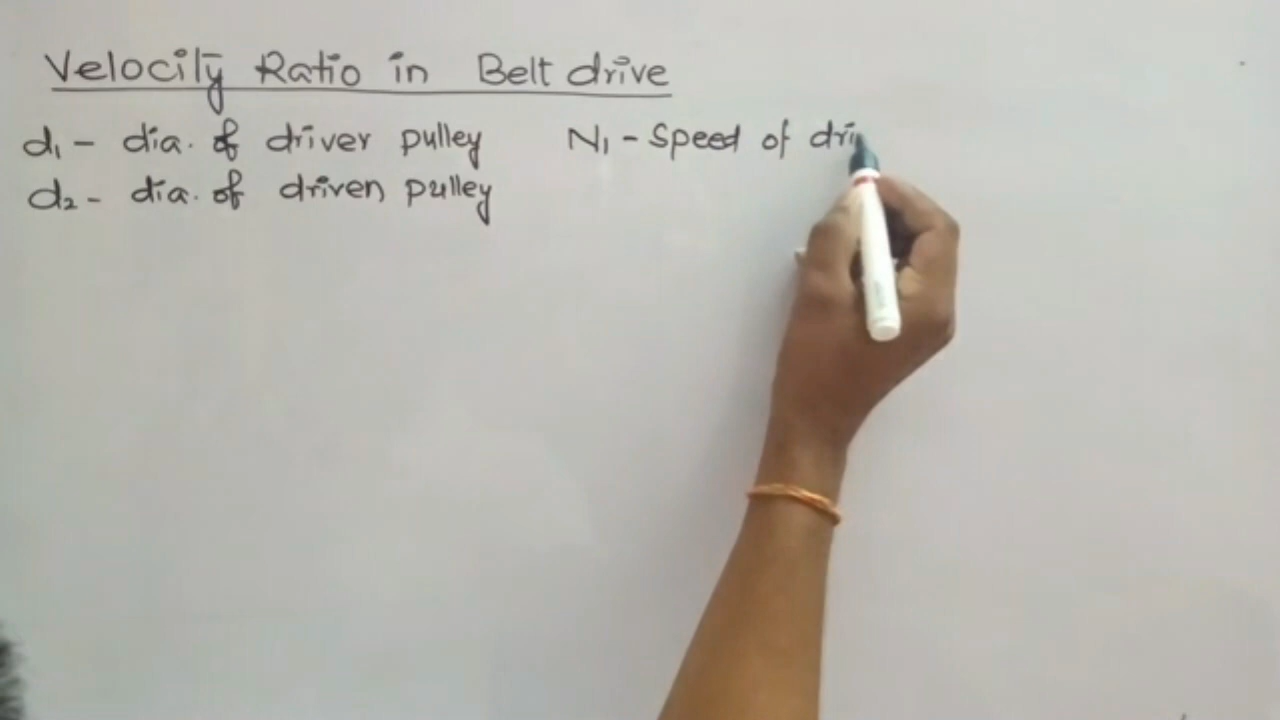 Velocity Ratio in Belt drive
d₁ - dia. of driver pulley N₁ - Speed of dri
d₂ - dia. of driven pulley